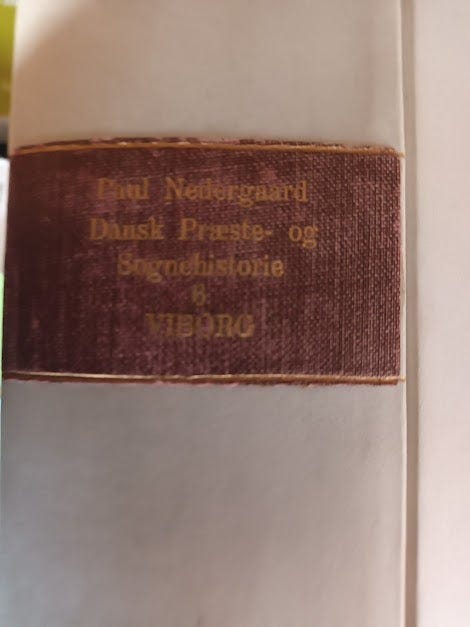 Paul Nedergaard
Dansk Præste- og
Sognehistorie
6.
VIBORG